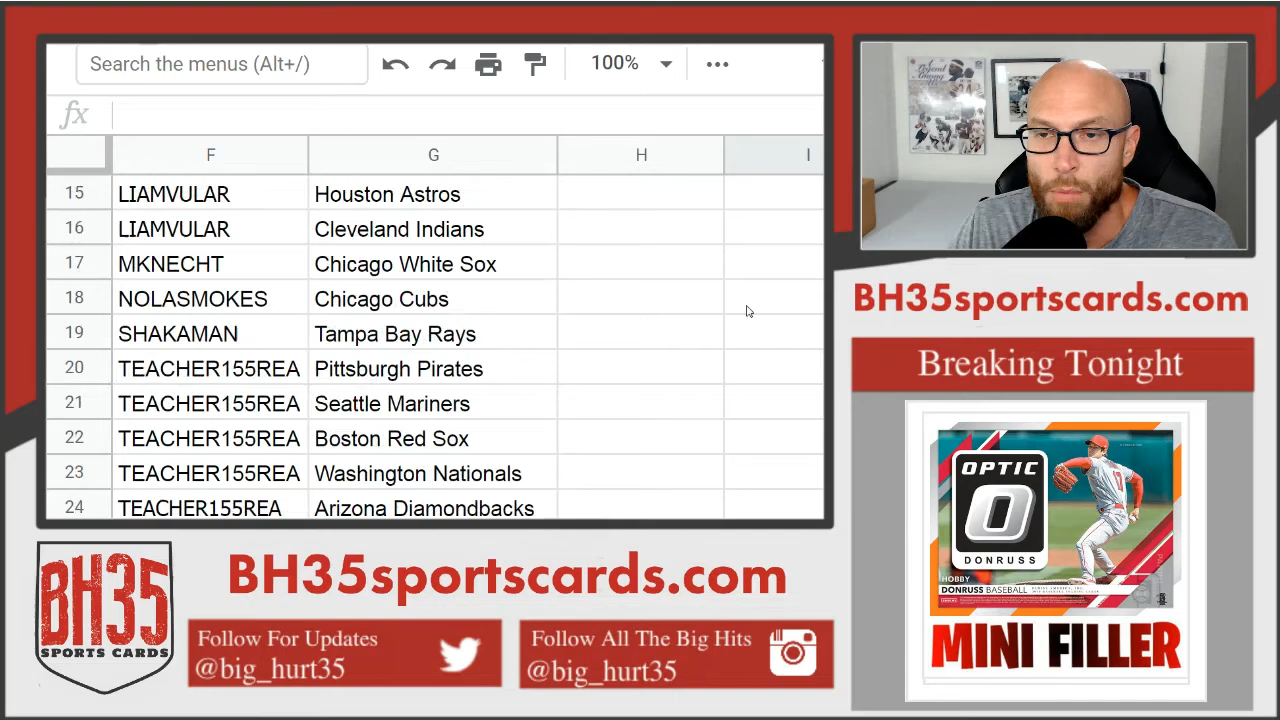 Search the menus (Alt+/)
100%
fx
F G H I
15 LIAMVULAR Houston Astros
16 LIAMVULAR Cleveland Indians
17 MKNECHT Chicago White Sox
18 NOLASMOKES Chicago Cubs
19 SHAKAMAN Tampa Bay Rays
20 TEACHER155REA Pittsburgh Pirates
21 TEACHER155REA Seattle Mariners
22 TEACHER155REA Boston Red Sox
23 TEACHER155REA Washington Nationals
24 TEACHER155REA Arizona Diamondbacks
BH35sportscards.com
Breaking Tonight
OPTIC
DONRUSS
HOBBY
DONRUSS BASEBALL
MINI FILLER
BH35
SPORTS CARDS
BH35sportscards.com
Follow For Updates
@big_hurt35
Follow All The Big Hits
@big_hurt35